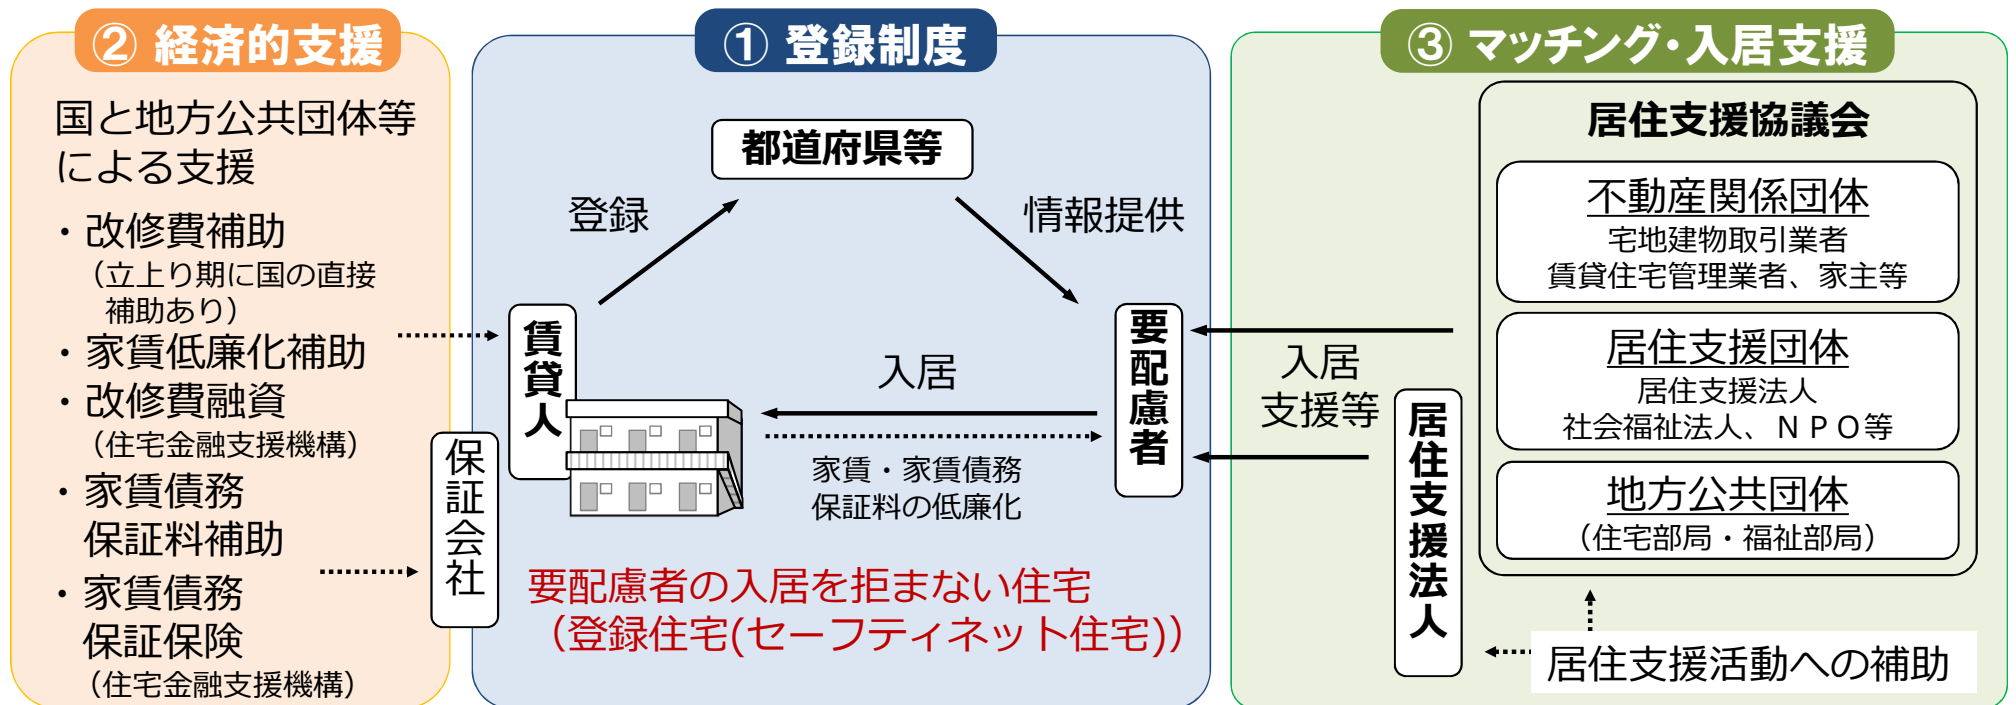 ② 経済的支援
国と地方公共団体等
による支援
・改修費補助
（立上り期に国の直接
補助あり）
・家賃低廉化補助
・改修費融資
（住宅金融支援機構）
・家賃債務
保証料補助
・家賃債務
保証保険
（住宅金融支援機構）
保証会社
① 登録制度
都道府県等
登録
情報提供
賃貸人
入居
要配慮者
家賃・家賃債務
保証料の低廉化
要配慮者の入居を拒まない住宅
（登録住宅(セーフティネット住宅)）
③ マッチング・入居支援
入居
支援等
居住支援法人
居住支援協議会
不動産関係団体
宅地建物取引業者
賃貸住宅管理業者、家主等
居住支援団体
居住支援法人
社会福祉法人、ＮＰＯ等
地方公共団体
（住宅部局・福祉部局）
居住支援活動への補助